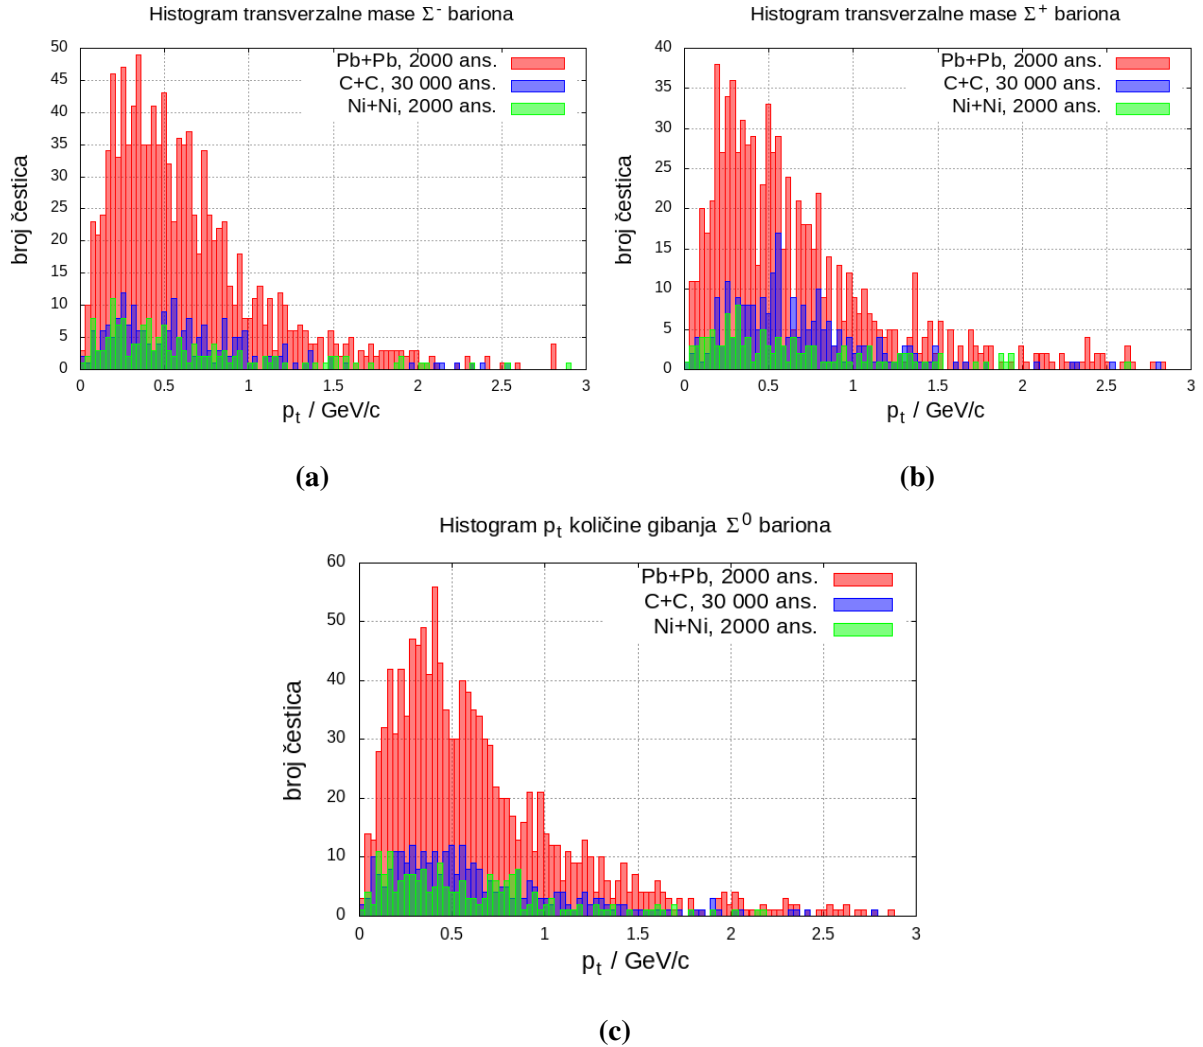 Histogram transverzalne mase Σ⁻ bariona
50
45
40
35
30
25
20
15
10
5
0
broj čestica
Pb+Pb, 2000 ans.
C+C, 30 000 ans.
Ni+Ni, 2000 ans.
0 0.5 1 1.5 2 2.5 3
pₜ / GeV/c
(a)
Histogram transverzalne mase Σ⁺ bariona
40
35
30
25
20
15
10
5
0
broj čestica
Pb+Pb, 2000 ans.
C+C, 30 000 ans.
Ni+Ni, 2000 ans.
0 0.5 1 1.5 2 2.5 3
pₜ / GeV/c
(b)
Histogram pₜ količine gibanja Σ⁰ bariona
60
50
40
30
20
10
0
broj čestica
Pb+Pb, 2000 ans.
C+C, 30 000 ans.
Ni+Ni, 2000 ans.
0 0.5 1 1.5 2 2.5 3
pₜ / GeV/c
(c)